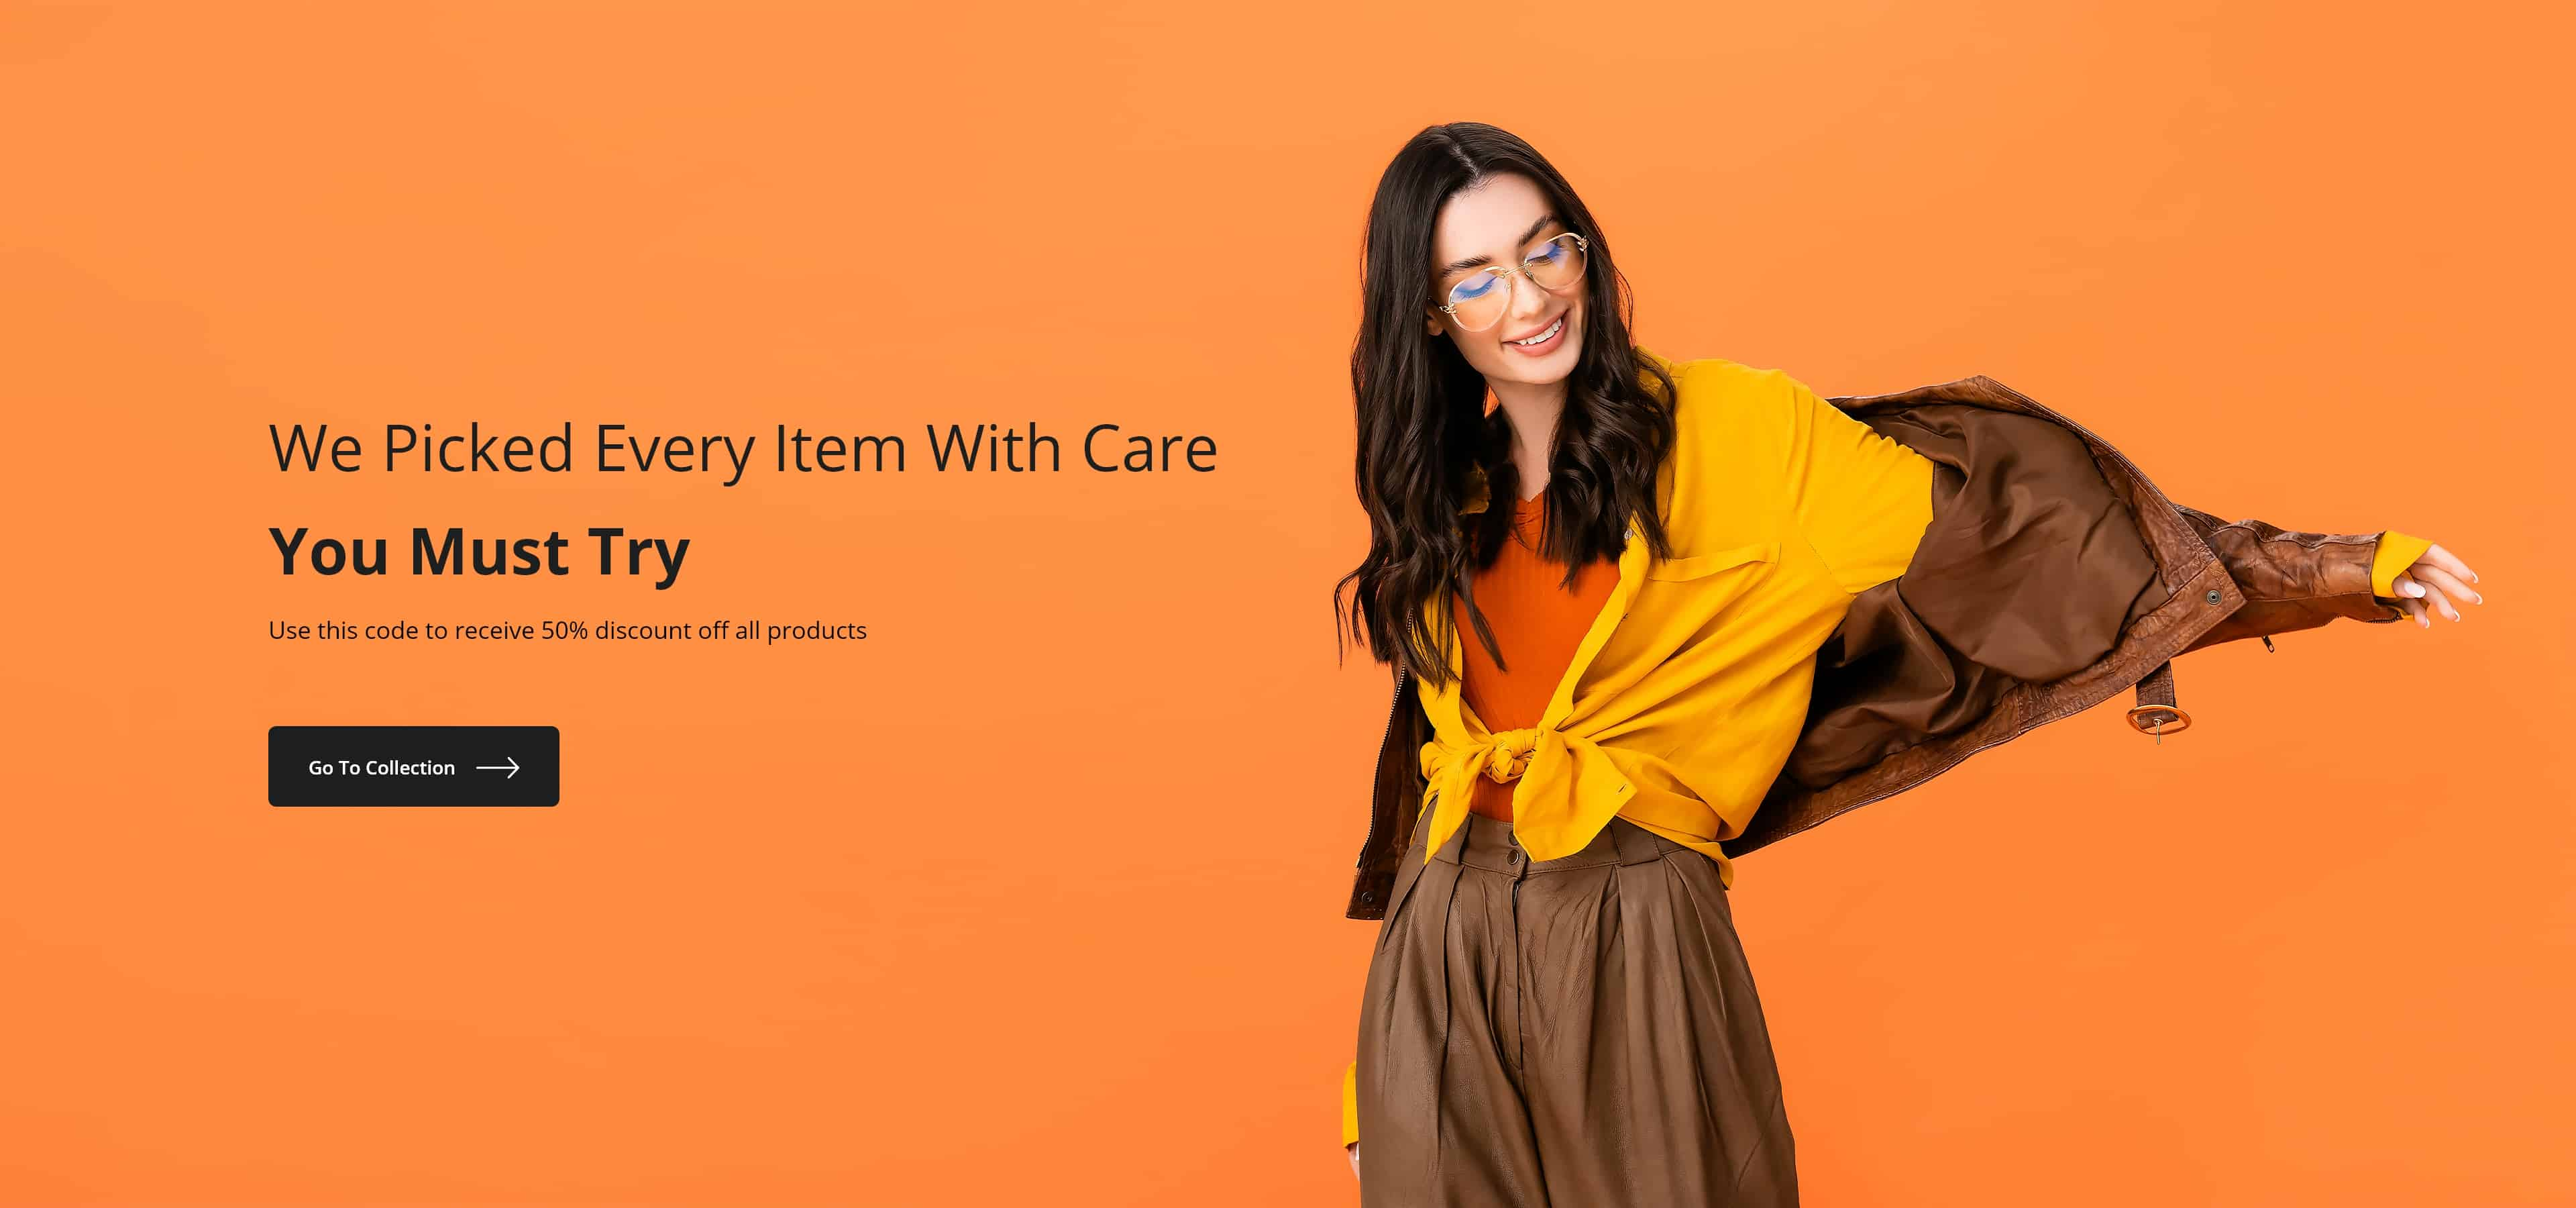 We Picked Every Item With Care
You Must Try
Use this code to receive 50% discount off all products
Go To Collection